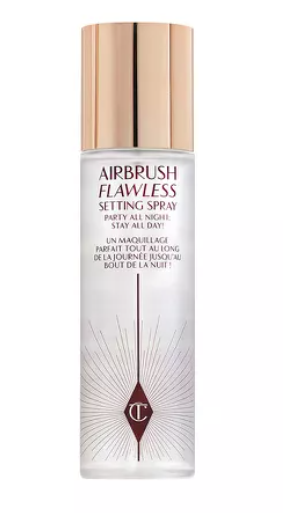 AIRBRUSH
FLAWLESS
SETTING SPRAY
PARTY ALL NIGHT;
STAY ALL DAY!
UN MAQUILLAGE
PARFAIT TOUT AU LONG
DE LA JOURNÉE JUSQU'AU
BOUT DE LA NUIT !
CT